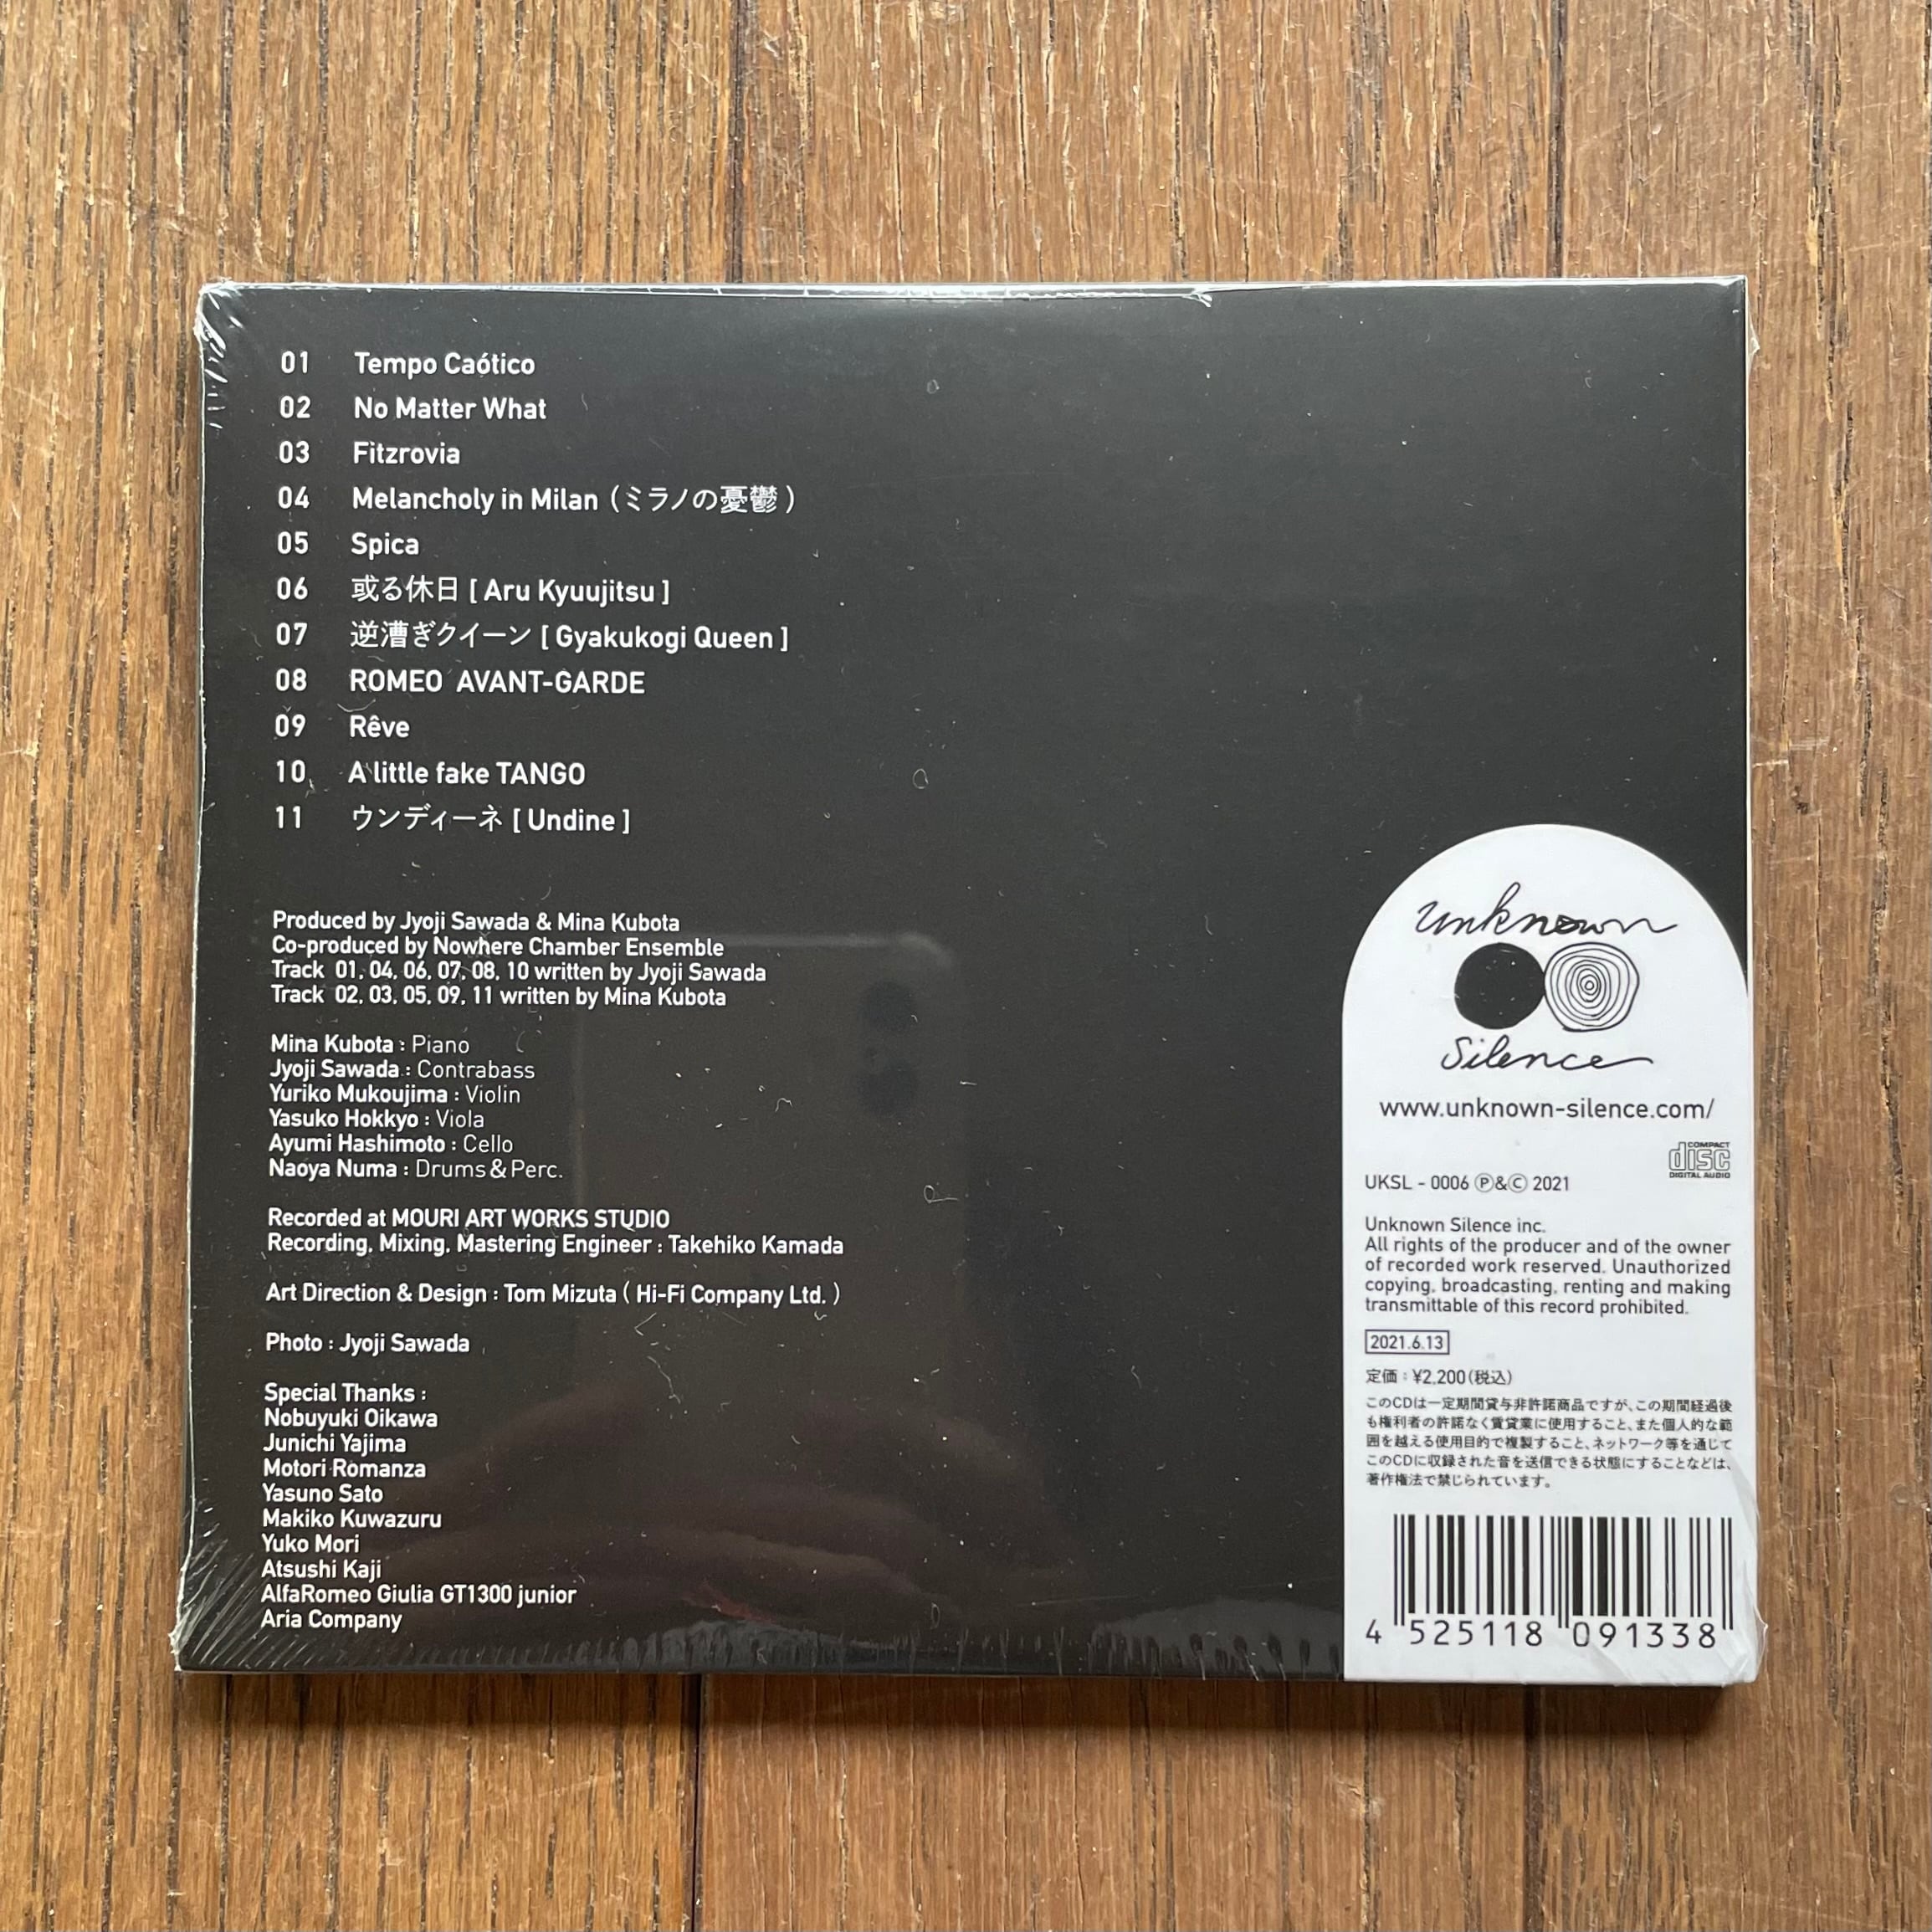 01 Tempo Caótico
02 No Matter What
03 Fitzrovia
04 Melancholy in Milan (ミラノの憂鬱)
05 Spica
06 或る休日 [ Aru Kyuujitsu ]
07 逆漕ぎクイーン [ Gyakukogi Queen ]
08 ROMEO AVANT-GARDE
09 Rêve
10 A little fake TANGO
11 ウンディーネ [ Undine ]
Produced by Jyoji Sawada & Mina Kubota
Co-produced by Nowhere Chamber Ensemble
Track 01, 04, 06, 07, 08, 10 written by Jyoji Sawada
Track 02, 03, 05, 09, 11 written by Mina Kubota
Mina Kubota : Piano
Jyoji Sawada : Contrabass
Yuriko Mukoujima : Violin
Yasuko Hokkyo : Viola
Ayumi Hashimoto : Cello
Naoya Numa : Drums & Perc.
Recorded at MOURI ART WORKS STUDIO
Recording, Mixing, Mastering Engineer : Takehiko Kamada
Art Direction & Design : Tom Mizuta ( Hi-Fi Company Ltd. )
Photo : Jyoji Sawada
Special Thanks :
Nobuyuki Oikawa
Junichi Yajima
Motori Romanza
Yasuno Sato
Makiko Kuwazuru
Yuko Mori
Atsushi Kaji
AlfaRomeo Giulia GT1300 junior
Aria Company
unknown
Silence
www.unknown-silence.com/
COMPACT
disc
DIGITAL AUDIO
UKSL - 0006 Ⓟ&Ⓒ 2021
Unknown Silence inc.
All rights of the producer and of the owner
of recorded work reserved. Unauthorized
copying, broadcasting, renting and making
transmittable of this record prohibited.
2021.6.13
定価：¥2,200(税込)
このCDは一定期間貸与非許諾商品ですが、この期間経過後
も権利者の許諾なく賃貸業に使用すること、また個人的な範
囲を越える使用目的で複製すること、ネットワーク等を通じて
このCDに収録された音を送信できる状態にすることなどは、
著作権法で禁じられています。
4 525118 091338